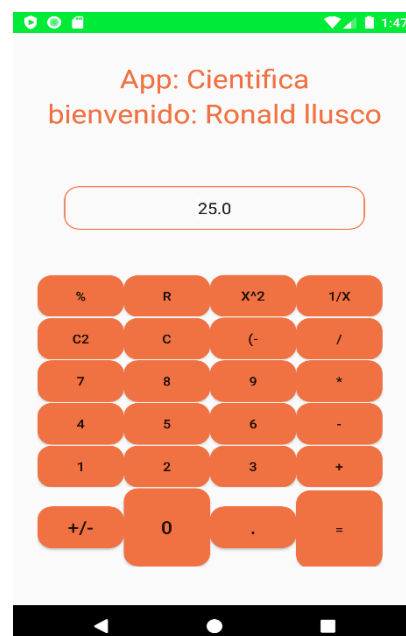 1:47
App: Cientifica
bienvenido: Ronald llusco
25.0
% R X^2 1/X
C2 C (- /
7 8 9 *
4 5 6 -
1 2 3 +
+/- 0 . =